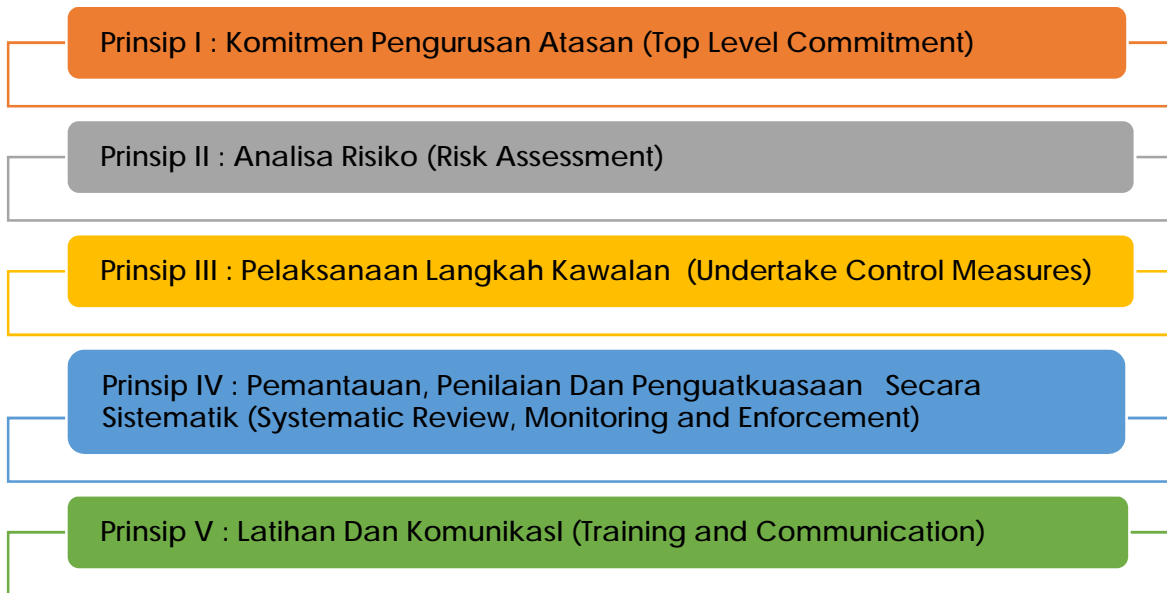 Prinsip I : Komitmen Pengurusan Atasan (Top Level Commitment)
Prinsip II : Analisa Risiko (Risk Assessment)
Prinsip III : Pelaksanaan Langkah Kawalan  (Undertake Control Measures)
Prinsip IV : Pemantauan, Penilaian Dan Penguatkuasaan   Secara
Sistematik (Systematic Review, Monitoring and Enforcement)
Prinsip V : Latihan Dan KomunikasI (Training and Communication)